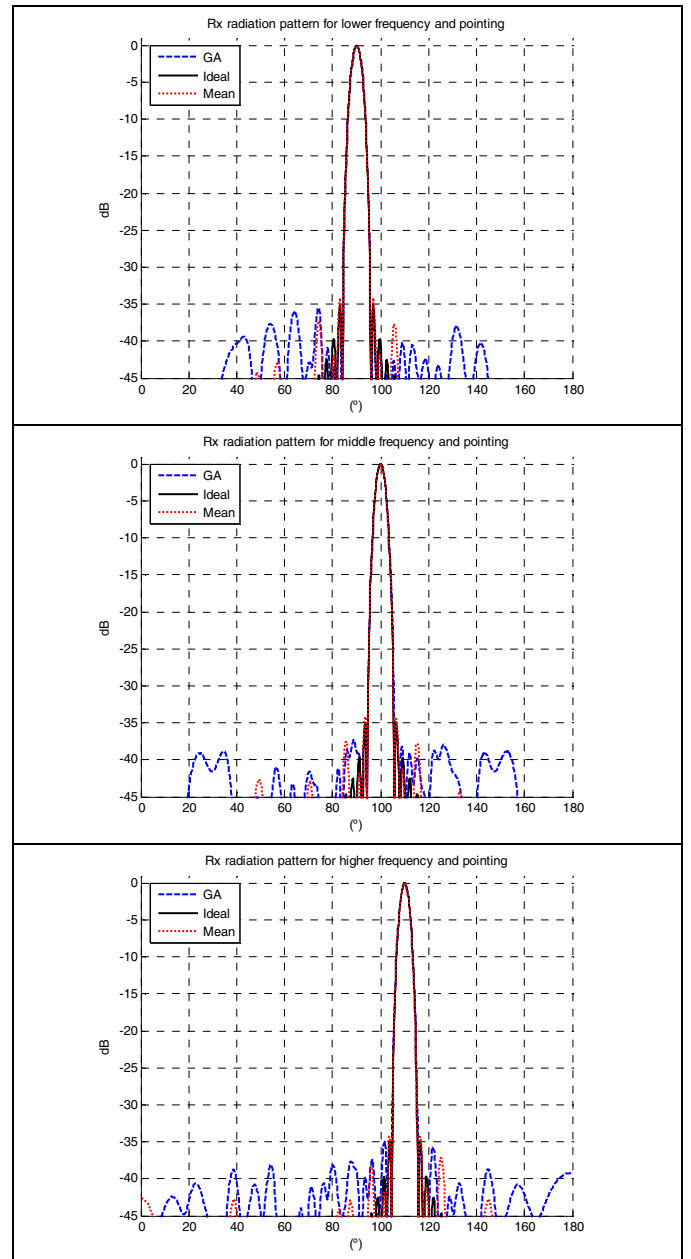 Rx radiation pattern for lower frequency and pointing
0
-5
-10
-15
-20
-25
-30
-35
-40
-45
dB
GA
Ideal
Mean
0 20 40 60 80 100 120 140 160 180
(º)
Rx radiation pattern for middle frequency and pointing
0
-5
-10
-15
-20
-25
-30
-35
-40
-45
dB
GA
Ideal
Mean
0 20 40 60 80 100 120 140 160 180
(º)
Rx radiation pattern for higher frequency and pointing
0
-5
-10
-15
-20
-25
-30
-35
-40
-45
dB
GA
Ideal
Mean
0 20 40 60 80 100 120 140 160 180
(º)